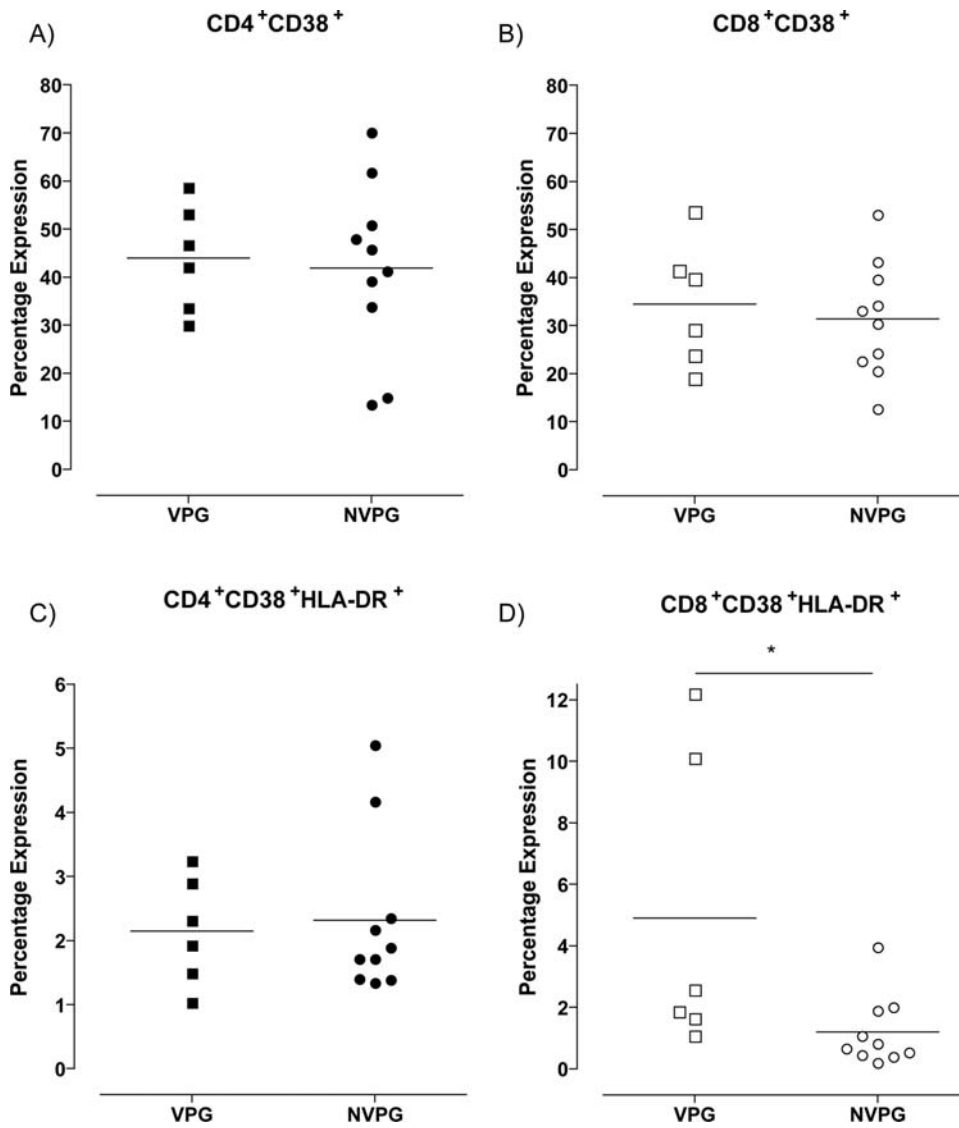 A) CD4+CD38+
Percentage Expression
80
70
60
50
40
30
20
10
0
VPG NVPG
B) CD8+CD38+
Percentage Expression
80
70
60
50
40
30
20
10
0
VPG NVPG
C) CD4+CD38+HLA-DR+
Percentage Expression
6
5
4
3
2
1
0
VPG NVPG
D) CD8+CD38+HLA-DR+
*
Percentage Expression
12
10
8
6
4
2
0
VPG NVPG